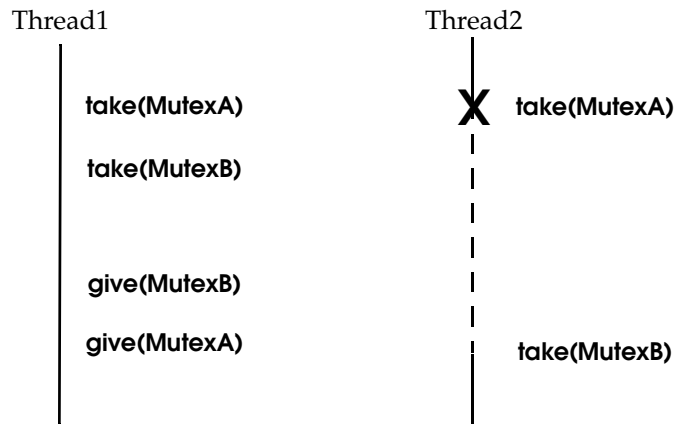 Thread1 Thread2
take(MutexA) X take(MutexA)
take(MutexB)
give(MutexB)
give(MutexA) take(MutexB)